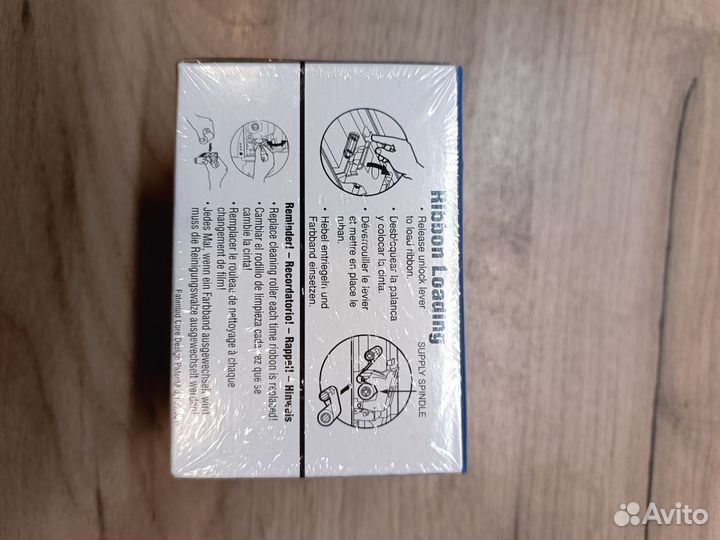 Ribbon Loading
• Release unlock lever
to load ribbon.
• Desbloquear la palanca
y colocar la cinta.
• Déverrouiller le levier
et mettre en place le
ruban.
• Hebel entriegeln und
Farbband einsetzen.
SUPPLY SPINDLE
Reminder! – Recordatorio! – Rappel! – Hinweis
• Replace cleaning roller each time ribbon is replaced!
• Cambiar el rodillo de limpieza cada vez que se
cambie la cinta!
• Remplacer le rouleau de nettoyage à chaque
changement de film!
• Jedes Mal, wenn ein Farbband ausgewechselt wird
muss die Reinigungswalze ausgewechselt werden!
Patented Core Design
Avito